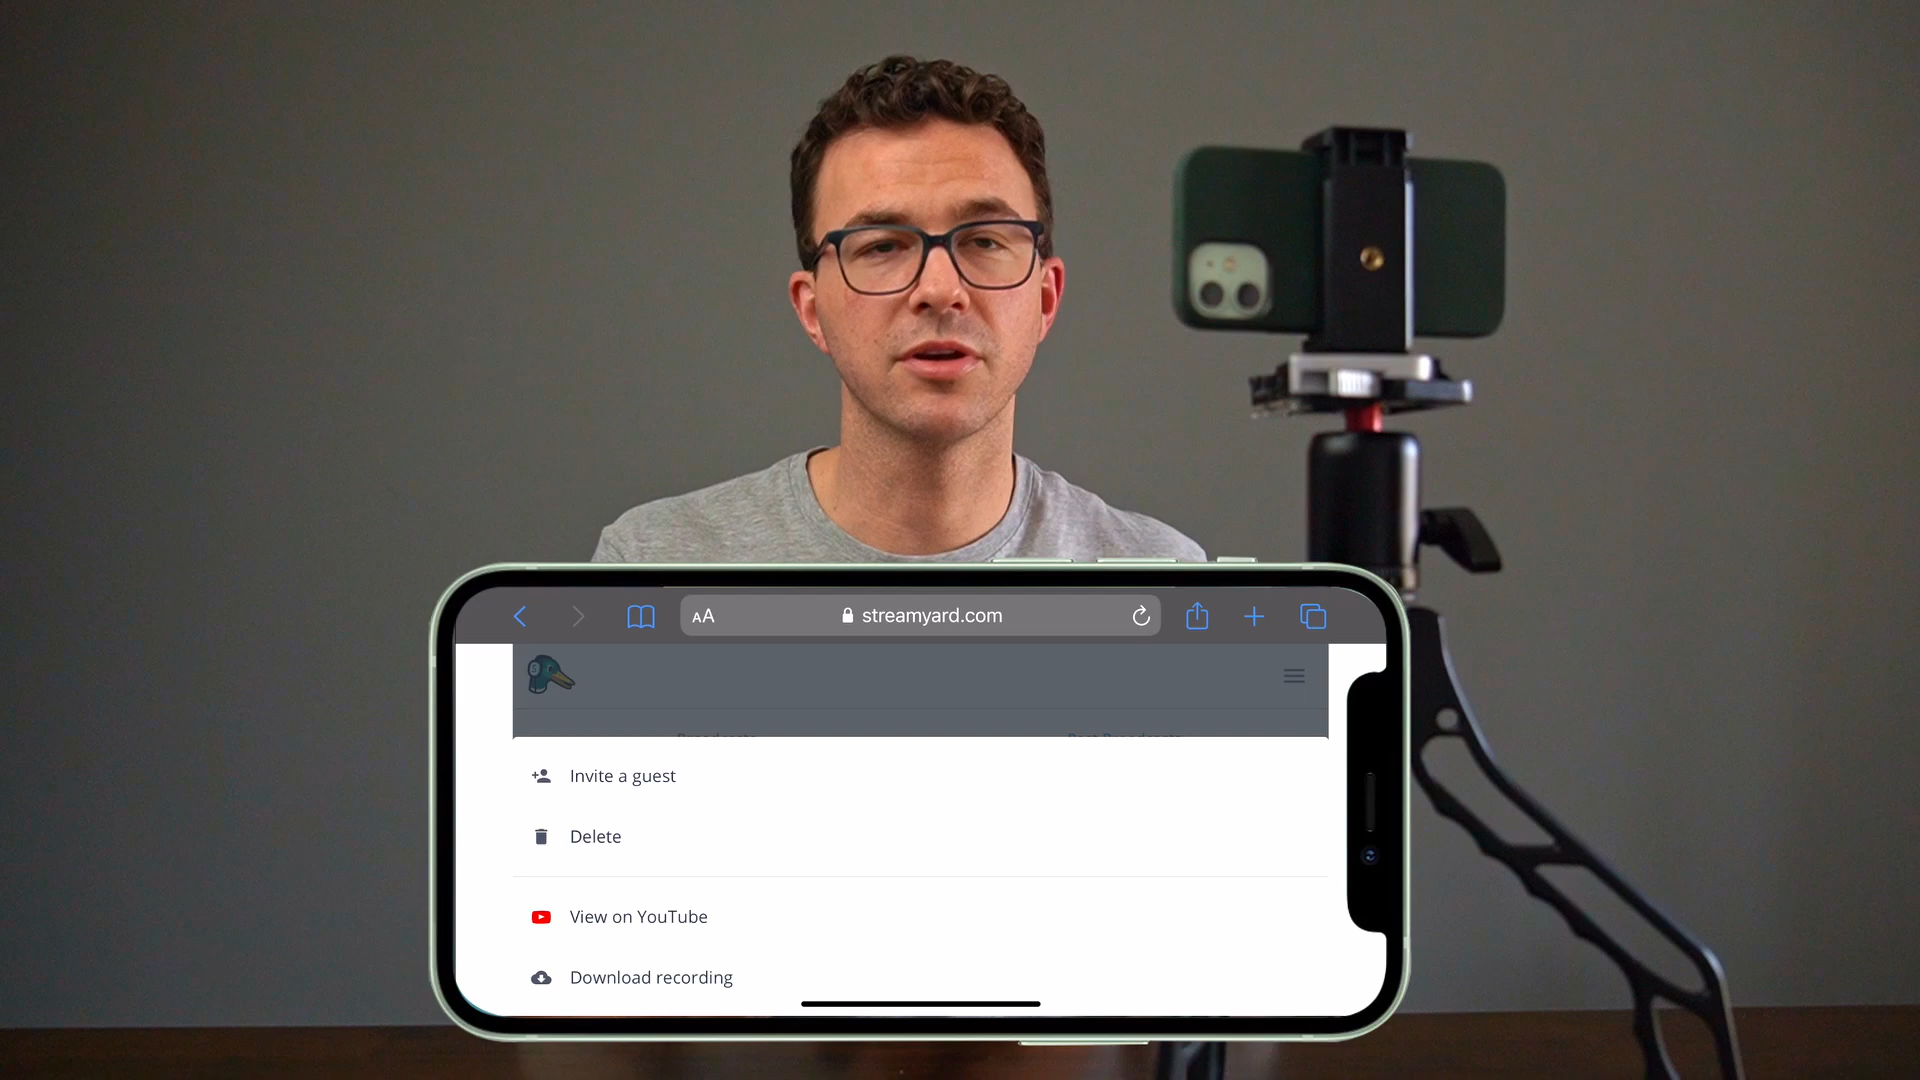 AA
streamyard.com
Invite a guest
Delete
View on YouTube
Download recording